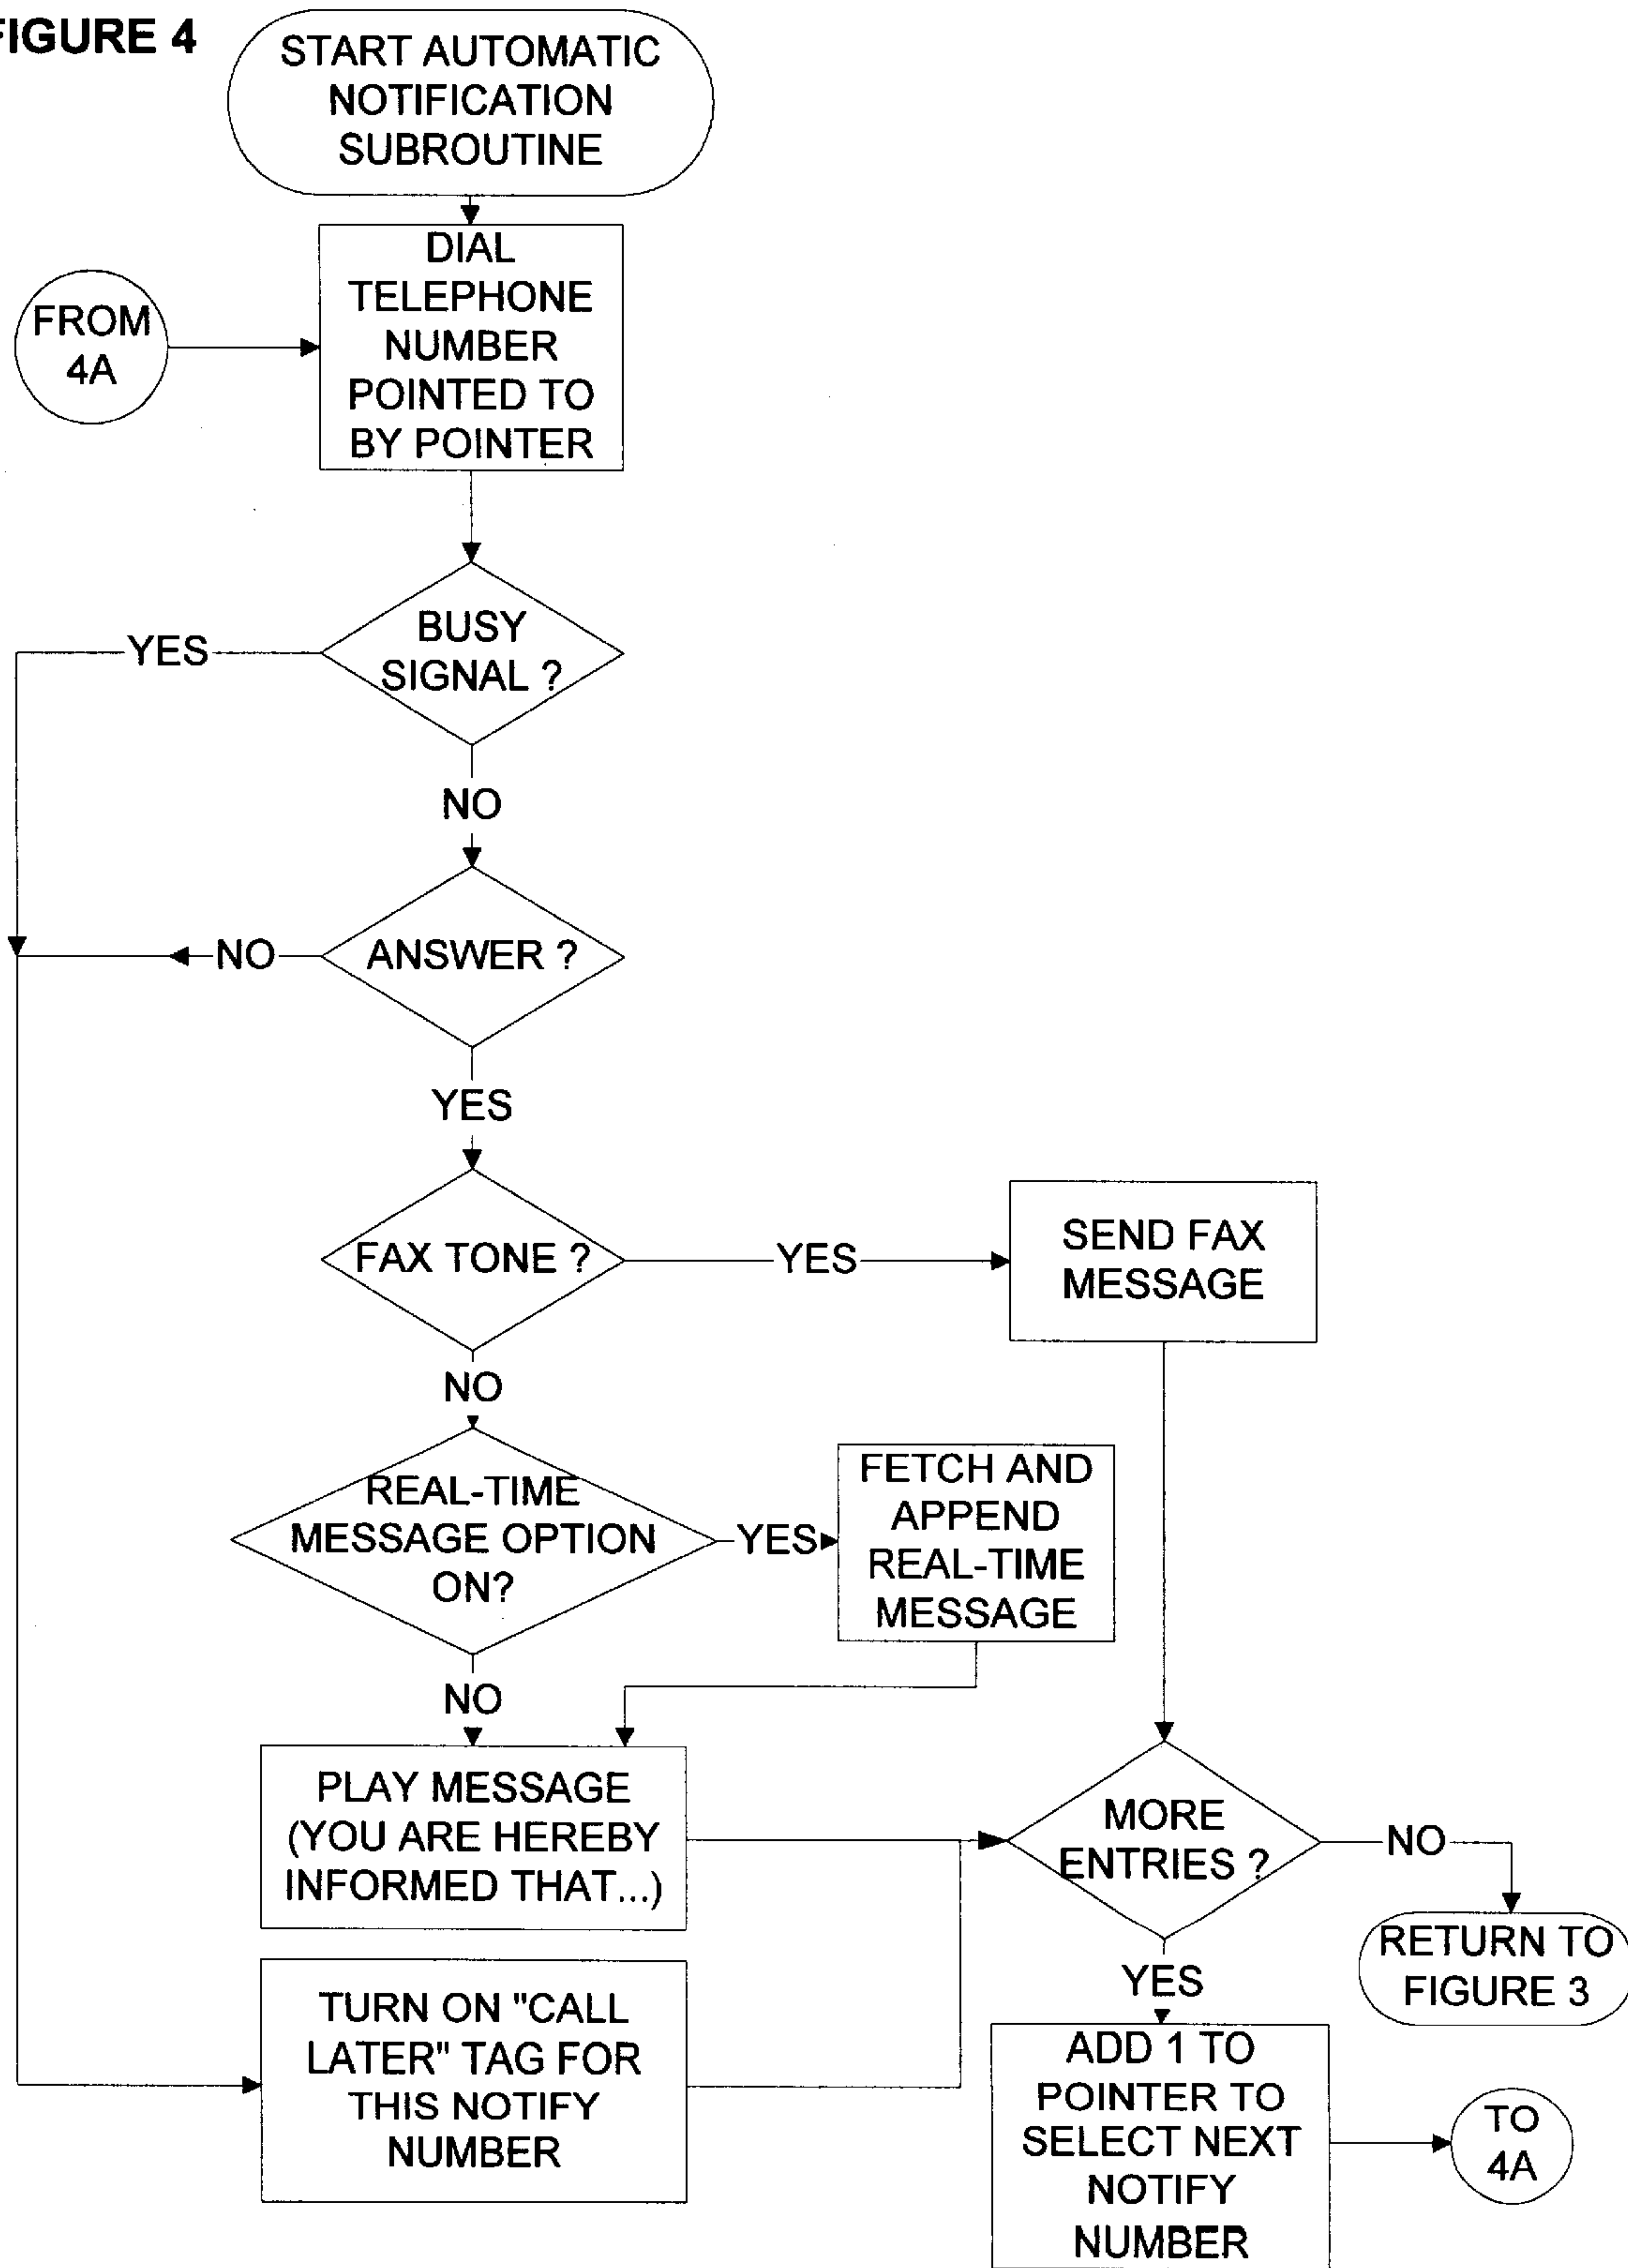 FIGURE 4
START AUTOMATIC
NOTIFICATION
SUBROUTINE
DIAL
TELEPHONE
NUMBER
POINTED TO
BY POINTER
FROM
4A
BUSY
SIGNAL ?
YES
NO
ANSWER ?
NO
YES
FAX TONE ?
YES
SEND FAX
MESSAGE
NO
REAL-TIME
MESSAGE OPTION
ON?
YES
FETCH AND
APPEND
REAL-TIME
MESSAGE
NO
PLAY MESSAGE
(YOU ARE HEREBY
INFORMED THAT...)
MORE
ENTRIES ?
NO
RETURN TO
FIGURE 3
YES
TURN ON "CALL
LATER" TAG FOR
THIS NOTIFY
NUMBER
ADD 1 TO
POINTER TO
SELECT NEXT
NOTIFY
NUMBER
TO
4A